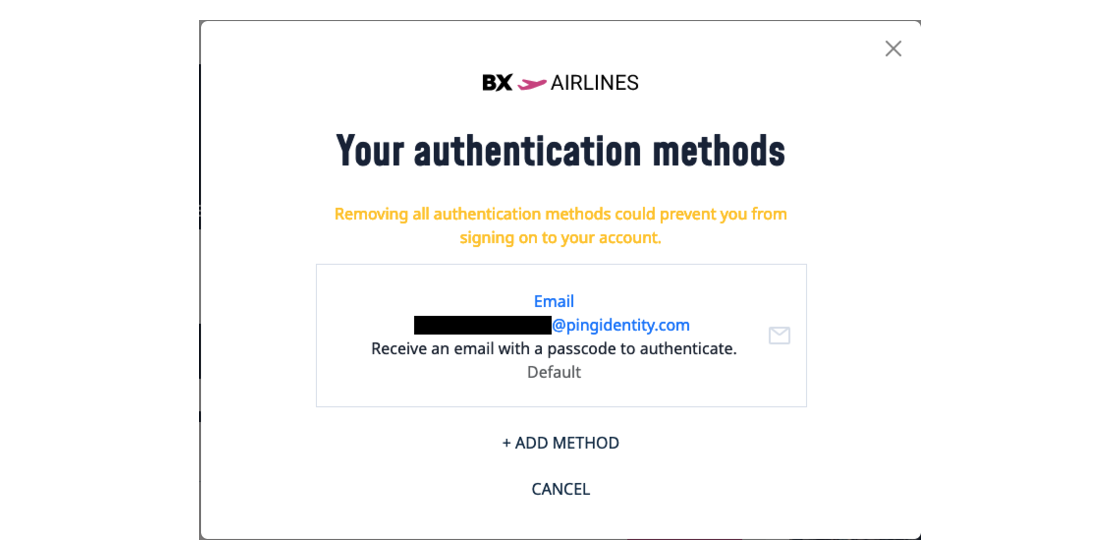 BX AIRLINES
Your authentication methods
Removing all authentication methods could prevent you from
signing on to your account.
Email
@pingidentity.com
Receive an email with a passcode to authenticate.
Default
+ ADD METHOD
CANCEL